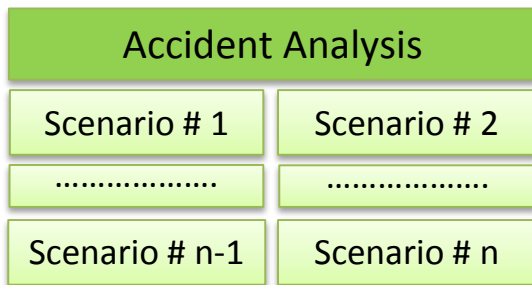 Accident Analysis
Scenario # 1
Scenario # 2
………………….
………………….
Scenario # n-1
Scenario # n